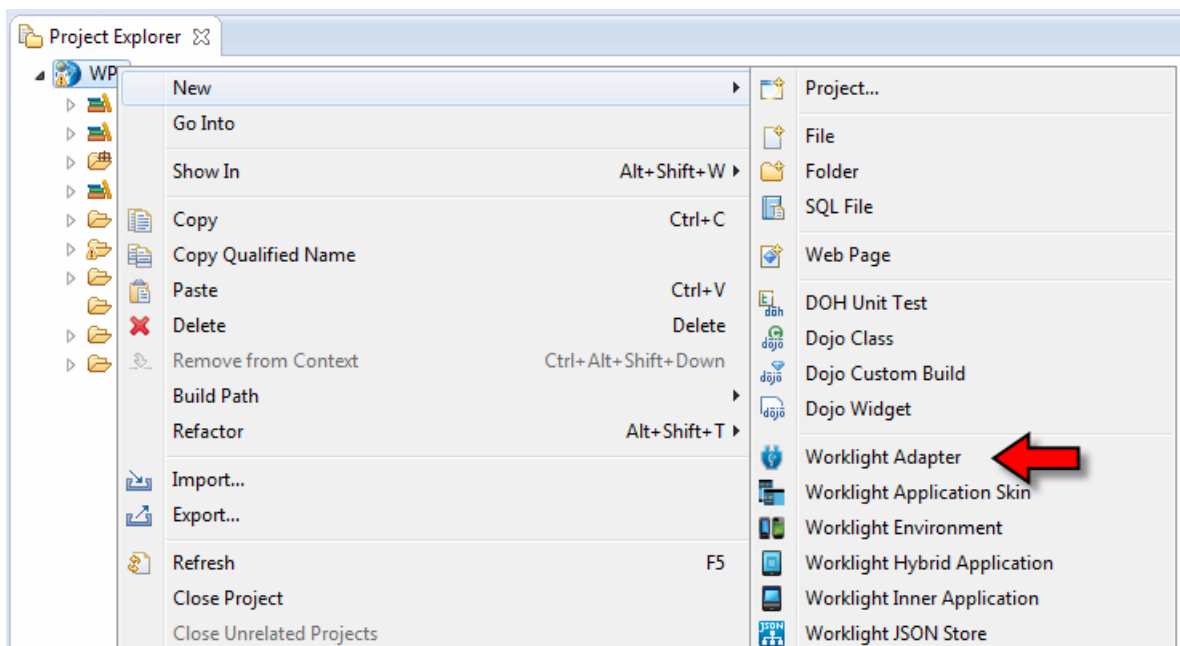 Project Explorer
WP
New
Go Into
Show In Alt+Shift+W
Copy Ctrl+C
Copy Qualified Name
Paste Ctrl+V
Delete Delete
Remove from Context Ctrl+Alt+Shift+Down
Build Path
Refactor Alt+Shift+T
Import...
Export...
Refresh F5
Close Project
Close Unrelated Projects
Project...
File
Folder
SQL File
Web Page
DOH Unit Test
Dojo Class
Dojo Custom Build
Dojo Widget
Worklight Adapter
Worklight Application Skin
Worklight Environment
Worklight Hybrid Application
Worklight Inner Application
Worklight JSON Store